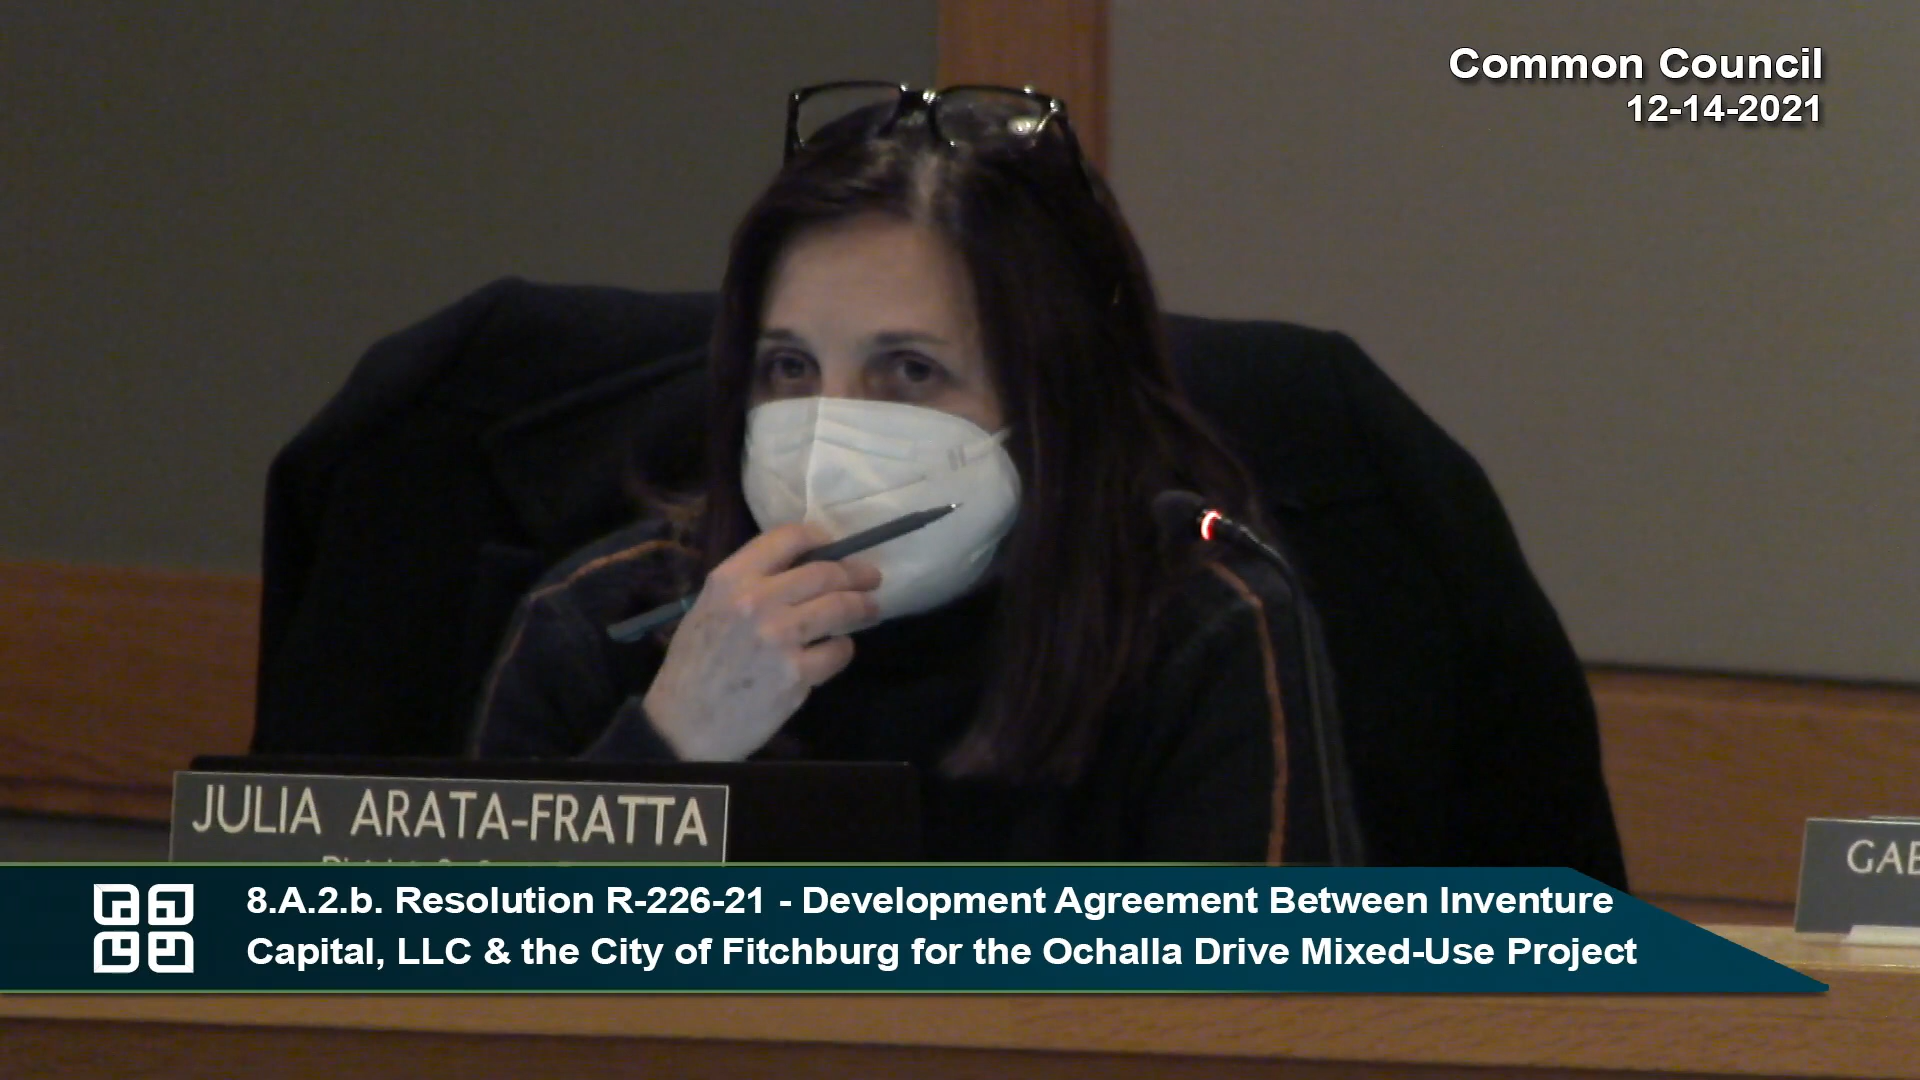 Common Council
12-14-2021
JULIA ARATA-FRATTA
GAB
8.A.2.b. Resolution R-226-21 - Development Agreement Between Inventure
Capital, LLC & the City of Fitchburg for the Ochalla Drive Mixed-Use Project